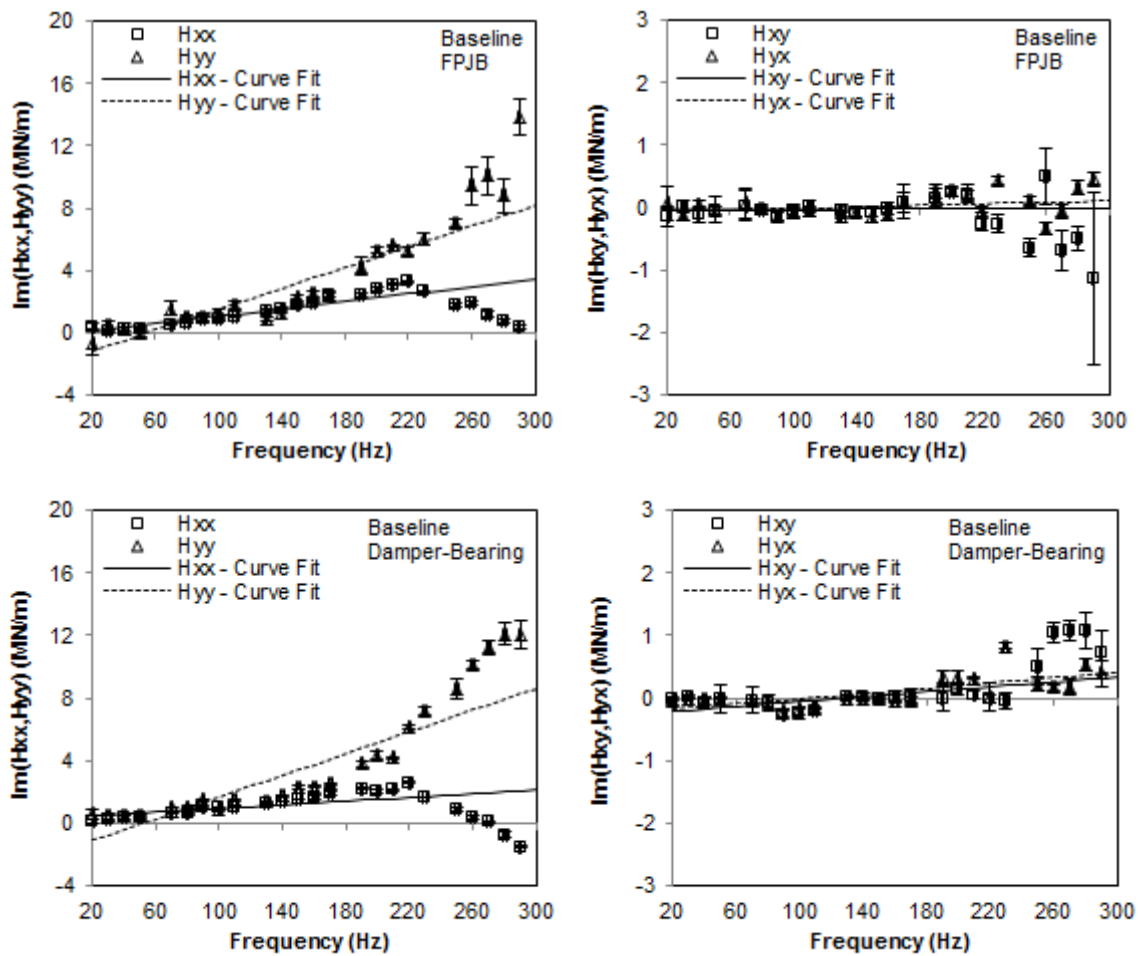 20
16
12
8
4
0
-4
Im(Hxx,Hyy) (MN/m)
Hxx
Hyy
Hxx - Curve Fit
Hyy - Curve Fit
Baseline
FPJB
20 60 100 140 180 220 260 300
Frequency (Hz)
3
2
1
0
-1
-2
-3
Im(Hxy,Hyx) (MN/m)
Hxy
Hyx
Hxy - Curve Fit
Hyx - Curve Fit
Baseline
FPJB
20 60 100 140 180 220 260 300
Frequency (Hz)
20
16
12
8
4
0
-4
Im(Hxx,Hyy) (MN/m)
Hxx
Hyy
Hxx - Curve Fit
Hyy - Curve Fit
Baseline
Damper-Bearing
20 60 100 140 180 220 260 300
Frequency (Hz)
3
2
1
0
-1
-2
-3
Im(Hxy,Hyx) (MN/m)
Hxy
Hyx
Hxy - Curve Fit
Hyx - Curve Fit
Baseline
Damper-Bearing
20 60 100 140 180 220 260 300
Frequency (Hz)